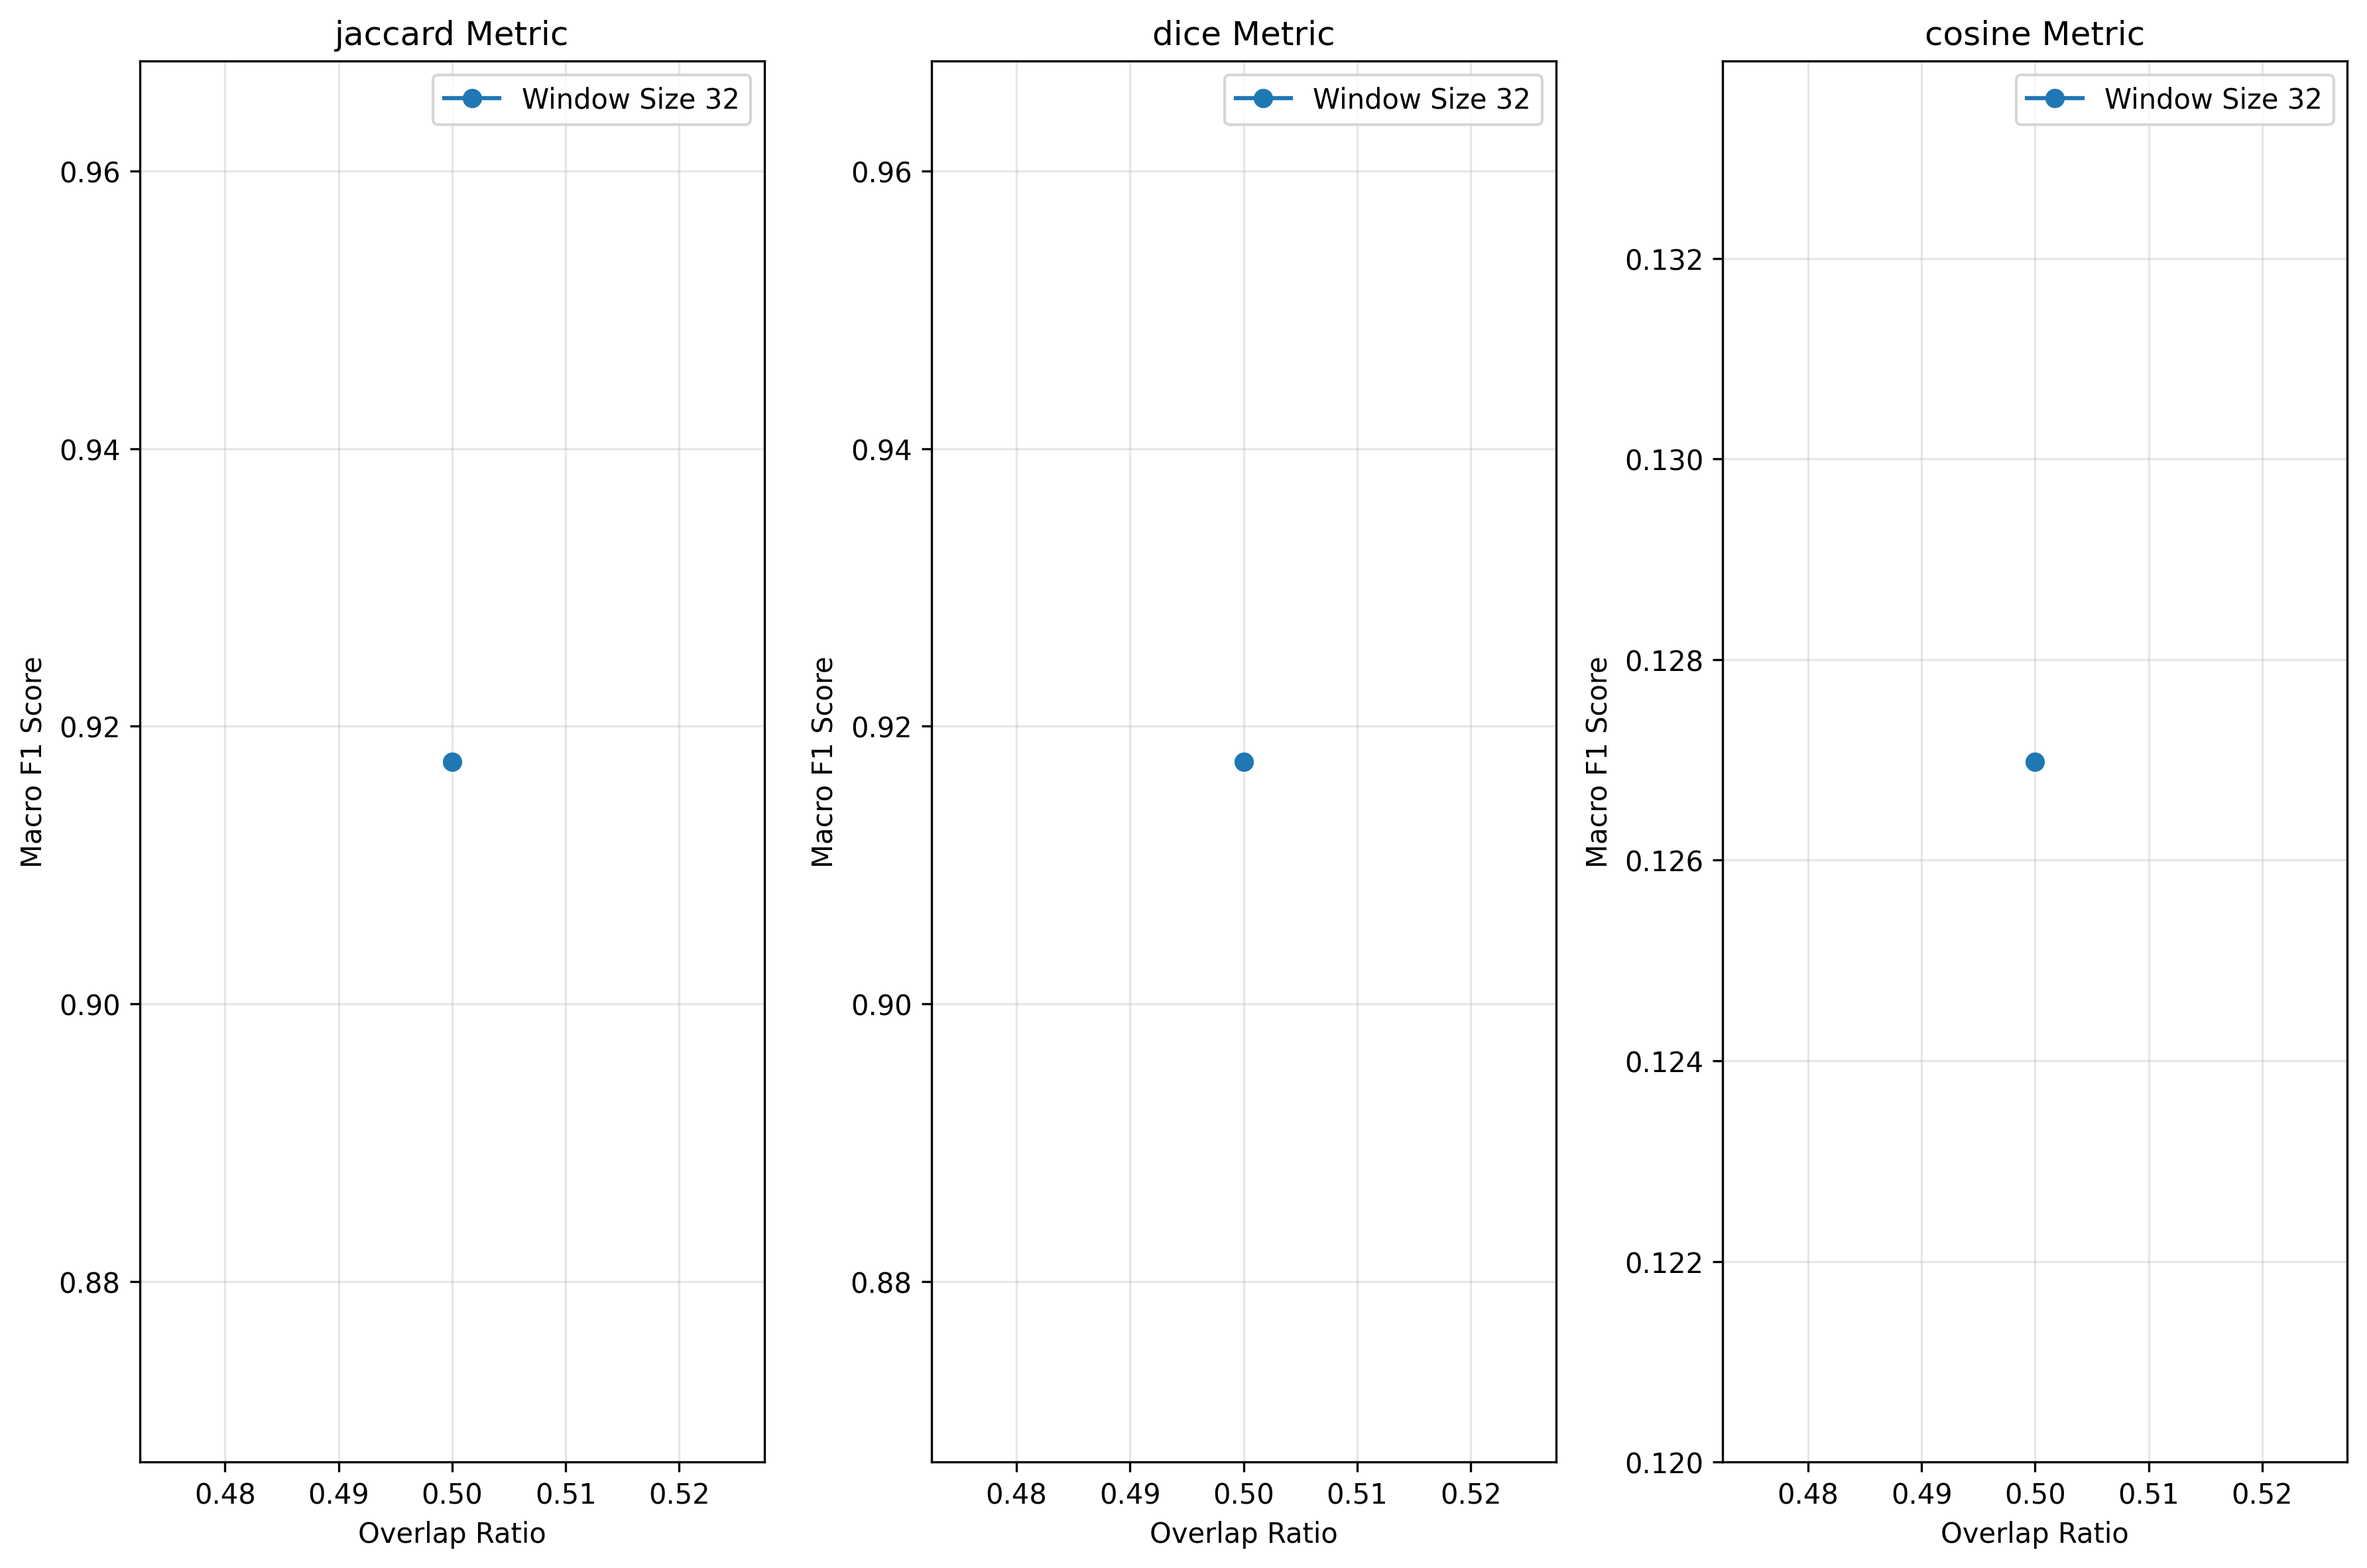 jaccard Metric
Window Size 32
0.96
0.94
0.92
0.90
0.88
Macro F1 Score
0.48 0.49 0.50 0.51 0.52
Overlap Ratio
dice Metric
Window Size 32
0.96
0.94
0.92
0.90
0.88
Macro F1 Score
0.48 0.49 0.50 0.51 0.52
Overlap Ratio
cosine Metric
Window Size 32
0.132
0.130
0.128
0.126
0.124
0.122
0.120
Macro F1 Score
0.48 0.49 0.50 0.51 0.52
Overlap Ratio